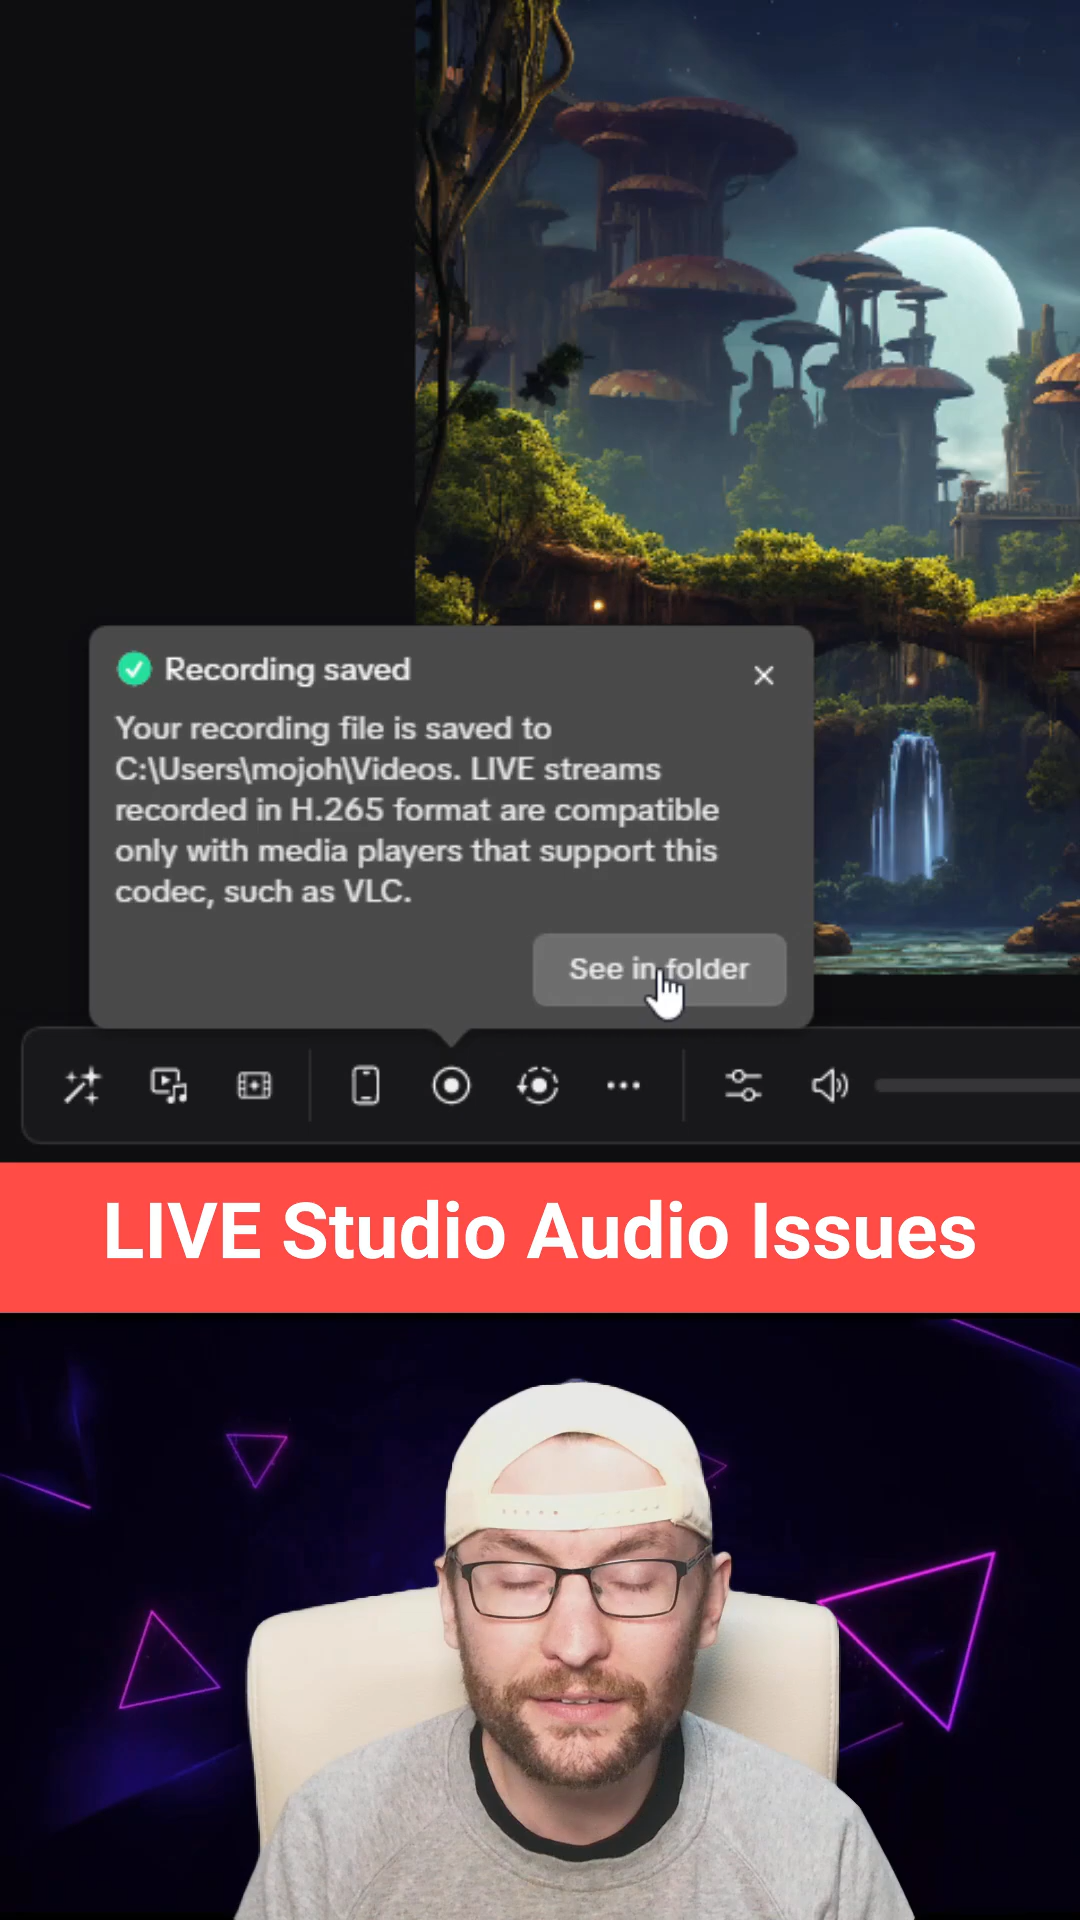 Recording saved
Your recording file is saved to
C:\Users\mojoh\Videos. LIVE streams
recorded in H.265 format are compatible
only with media players that support this
codec, such as VLC.
See in folder
LIVE Studio Audio Issues